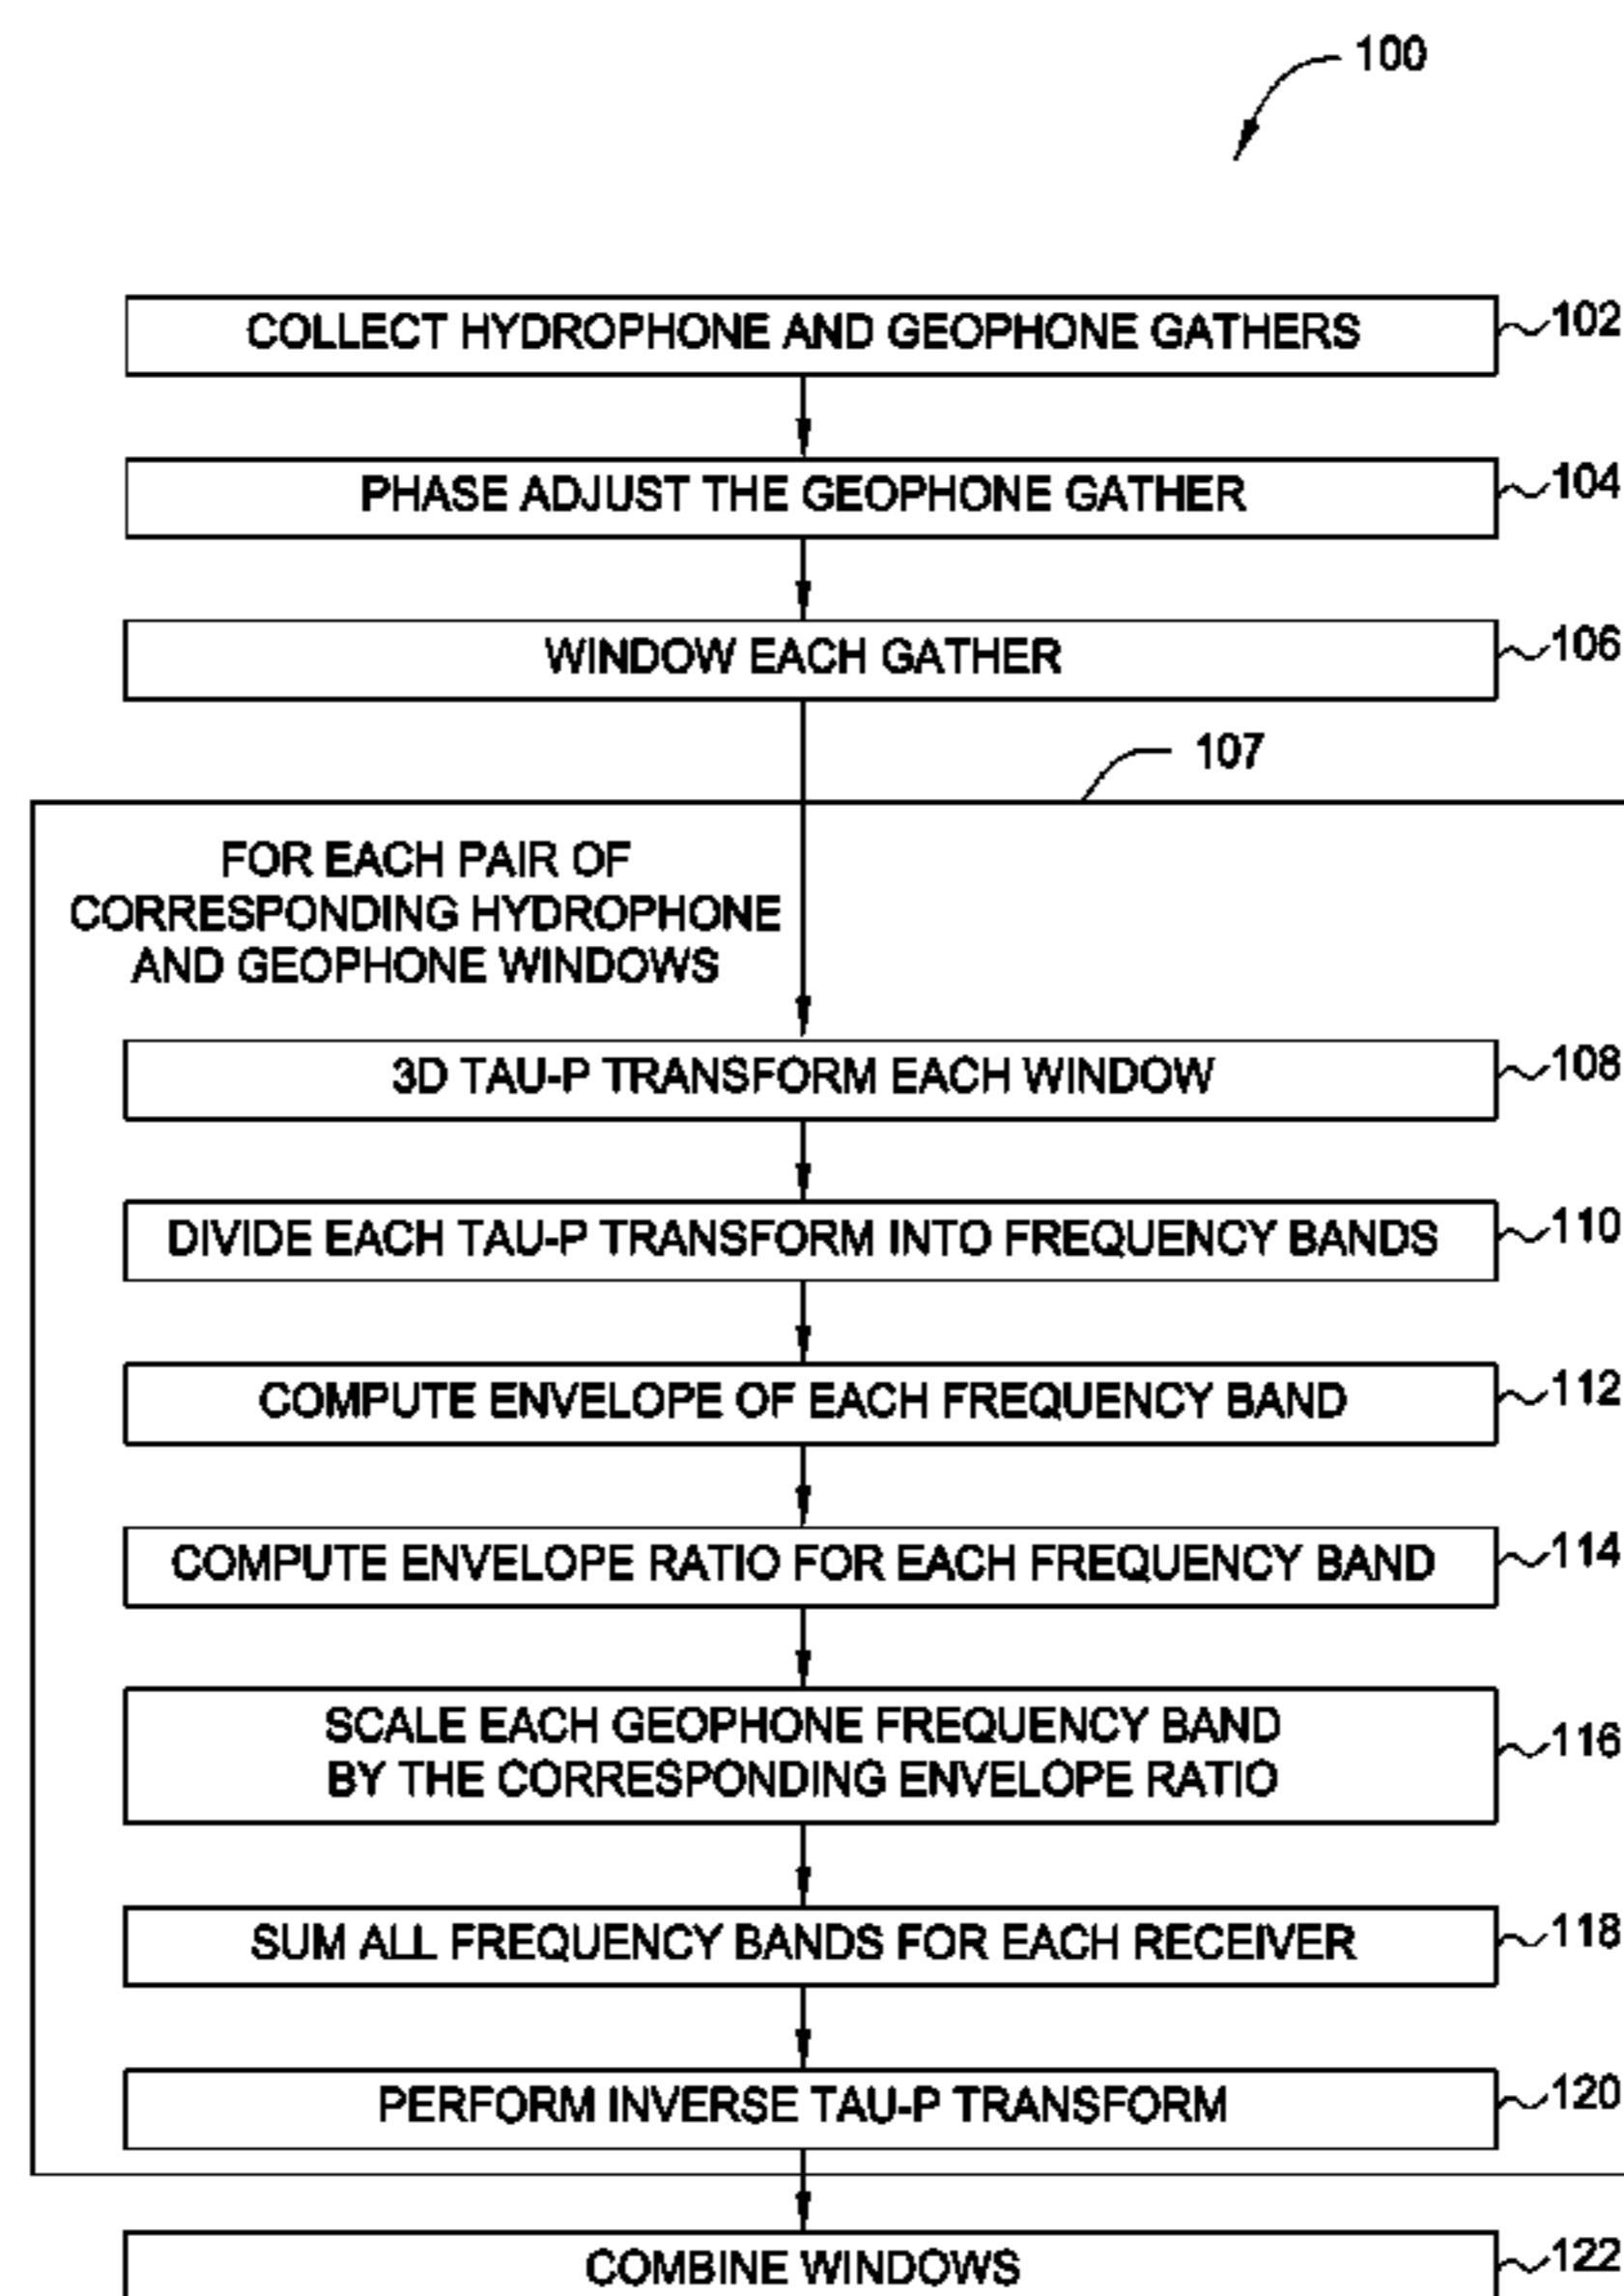 100
COLLECT HYDROPHONE AND GEOPHONE GATHERS
102
PHASE ADJUST THE GEOPHONE GATHER
104
WINDOW EACH GATHER
106
107
FOR EACH PAIR OF
CORRESPONDING HYDROPHONE
AND GEOPHONE WINDOWS
3D TAU-P TRANSFORM EACH WINDOW
108
DIVIDE EACH TAU-P TRANSFORM INTO FREQUENCY BANDS
110
COMPUTE ENVELOPE OF EACH FREQUENCY BAND
112
COMPUTE ENVELOPE RATIO FOR EACH FREQUENCY BAND
114
SCALE EACH GEOPHONE FREQUENCY BAND
BY THE CORRESPONDING ENVELOPE RATIO
116
SUM ALL FREQUENCY BANDS FOR EACH RECEIVER
118
PERFORM INVERSE TAU-P TRANSFORM
120
COMBINE WINDOWS
122